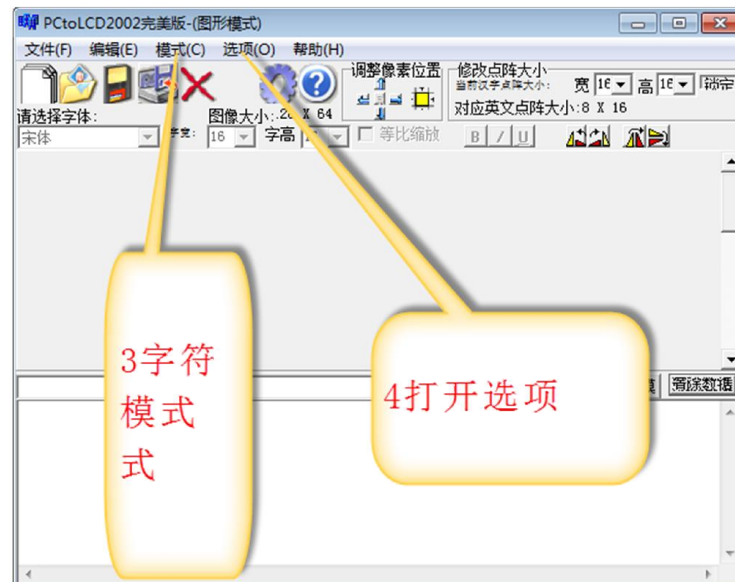 PCtoLCD2002完美版-(图形模式)
文件(F) 编辑(E) 模式(C) 选项(O) 帮助(H)
调整像素位置
修改点阵大小
当前汉字点阵大小: 宽 16 高 16 锁定
对应英文点阵大小:8 X 16
请选择字体: 图像大小: X 64
宋体 16 字高 等比缩放 B I U
清除数据
3字符
模式
式
4打开选项